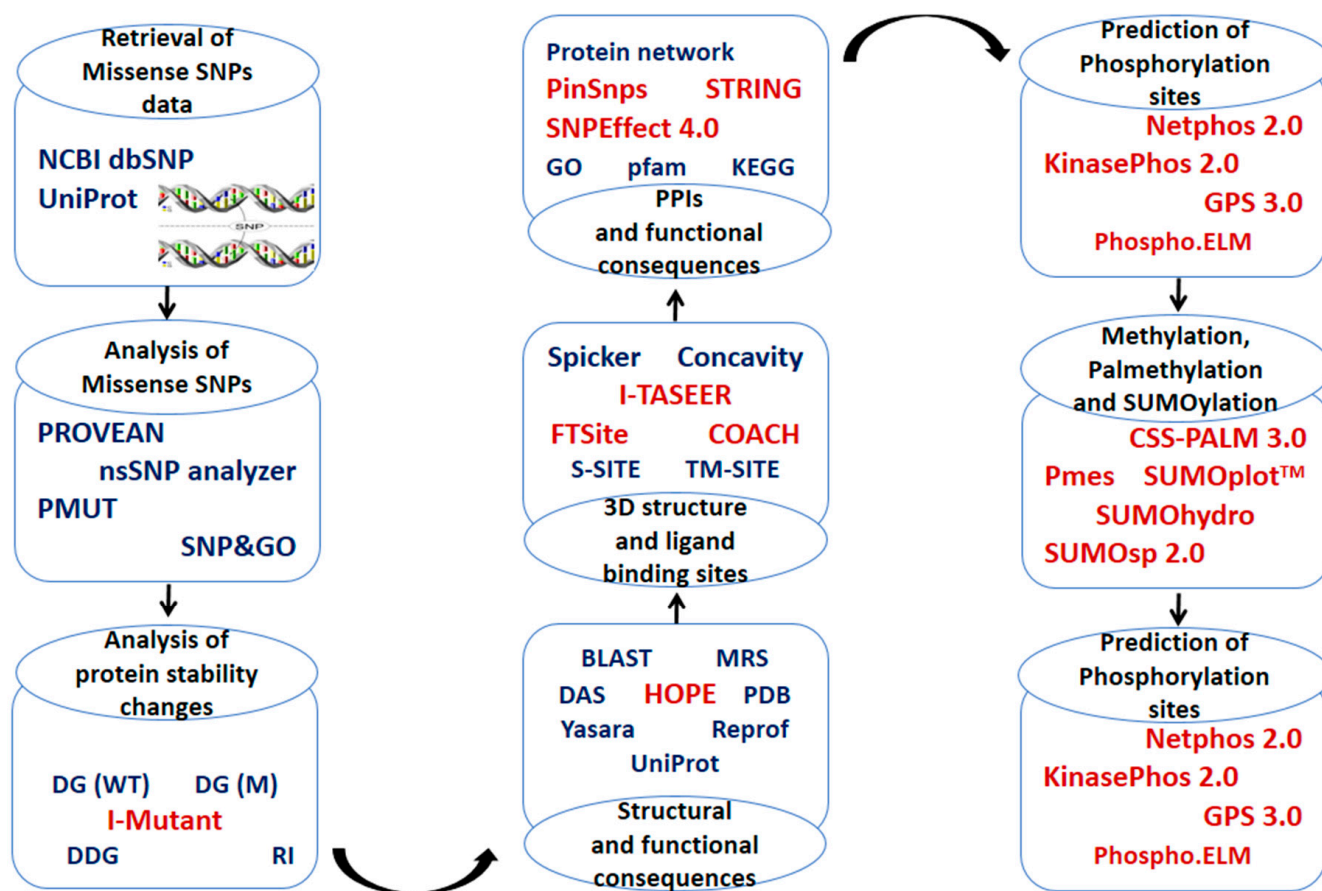 Retrieval of
Missense SNPs
data
NCBI dbSNP
UniProt
SNP
Analysis of
Missense SNPs
PROVEAN
nsSNP analyzer
PMUT
SNP&GO
Analysis of
protein stability
changes
DG (WT) DG (M)
I-Mutant
DDG RI
BLAST MRS
DAS HOPE PDB
Yasara Reprof
UniProt
Structural
and functional
consequences
Spicker Concavity
I-TASEER
FTSite COACH
S-SITE TM-SITE
3D structure
and ligand
binding sites
Protein network
PinSnps STRING
SNPEffect 4.0
GO pfam KEGG
PPIs
and functional
consequences
Prediction of
Phosphorylation
sites
Netphos 2.0
KinasePhos 2.0
GPS 3.0
Phospho.ELM
Methylation,
Palmethylation
and SUMOylation
CSS-PALM 3.0
Pmes SUMOplot™
SUMOhydro
SUMOsp 2.0
Prediction of
Phosphorylation
sites
Netphos 2.0
KinasePhos 2.0
GPS 3.0
Phospho.ELM